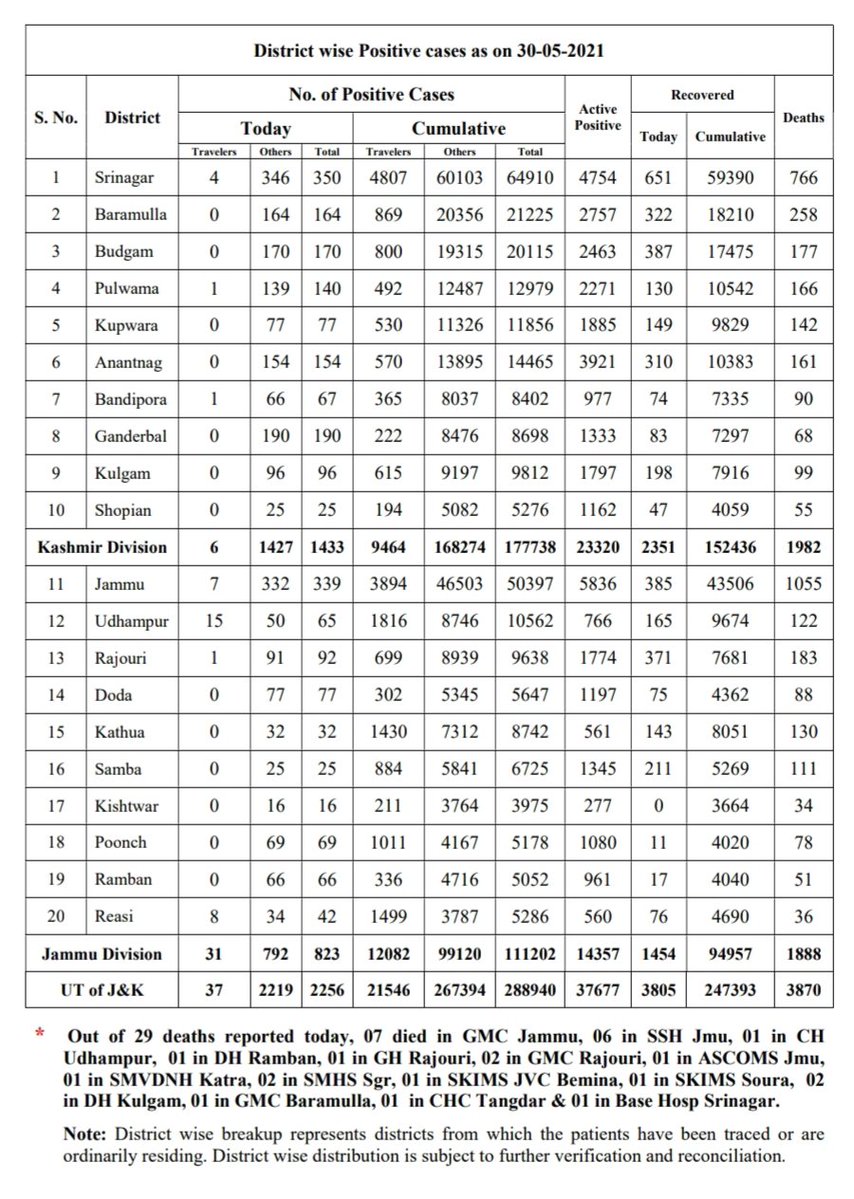 District wise Positive cases as on 30-05-2021
S. No. District No. of Positive Cases Active Positive Recovered Deaths
Today Cumulative Today Cumulative
Travelers Others Total Travelers Others Total
1 Srinagar 4 346 350 4807 60103 64910 4754 651 59390 766
2 Baramulla 0 164 164 869 20356 21225 2757 322 18210 258
3 Budgam 0 170 170 800 19315 20115 2463 387 17475 177
4 Pulwama 1 139 140 492 12487 12979 2271 130 10542 166
5 Kupwara 0 77 77 530 11326 11856 1885 149 9829 142
6 Anantnag 0 154 154 570 13895 14465 3921 310 10383 161
7 Bandipora 1 66 67 365 8037 8402 977 74 7335 90
8 Ganderbal 0 190 190 222 8476 8698 1333 83 7297 68
9 Kulgam 0 96 96 615 9197 9812 1797 198 7916 99
10 Shopian 0 25 25 194 5082 5276 1162 47 4059 55
Kashmir Division 6 1427 1433 9464 168274 177738 23320 2351 152436 1982
11 Jammu 7 332 339 3894 46503 50397 5836 385 43506 1055
12 Udhampur 15 50 65 1816 8746 10562 766 165 9674 122
13 Rajouri 1 91 92 699 8939 9638 1774 371 7681 183
14 Doda 0 77 77 302 5345 5647 1197 75 4362 88
15 Kathua 0 32 32 1430 7312 8742 561 143 8051 130
16 Samba 0 25 25 884 5841 6725 1345 211 5269 111
17 Kishtwar 0 16 16 211 3764 3975 277 0 3664 34
18 Poonch 0 69 69 1011 4167 5178 1080 11 4020 78
19 Ramban 0 66 66 336 4716 5052 961 17 4040 51
20 Reasi 8 34 42 1499 3787 5286 560 76 4690 36
Jammu Division 31 792 823 12082 99120 111202 14357 1454 94957 1888
UT of J&K 37 2219 2256 21546 267394 288940 37677 3805 247393 3870
* Out of 29 deaths reported today, 07 died in GMC Jammu, 06 in SSH Jmu, 01 in CH
Udhampur, 01 in DH Ramban, 01 in GH Rajouri, 02 in GMC Rajouri, 01 in ASCOMS Jmu,
01 in SMVDNH Katra, 02 in SMHS Sgr, 01 in SKIMS JVC Bemina, 01 in SKIMS Soura, 02
in DH Kulgam, 01 in GMC Baramulla, 01 in CHC Tangdar & 01 in Base Hosp Srinagar.
Note: District wise breakup represents districts from which the patients have been traced or are
ordinarily residing. District wise distribution is subject to further verification and reconciliation.